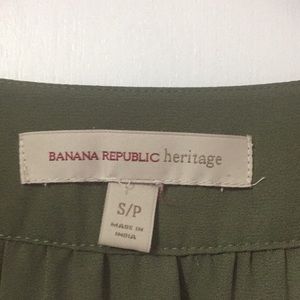 BANANA REPUBLIC heritage
S/P
MADE IN
INDIA